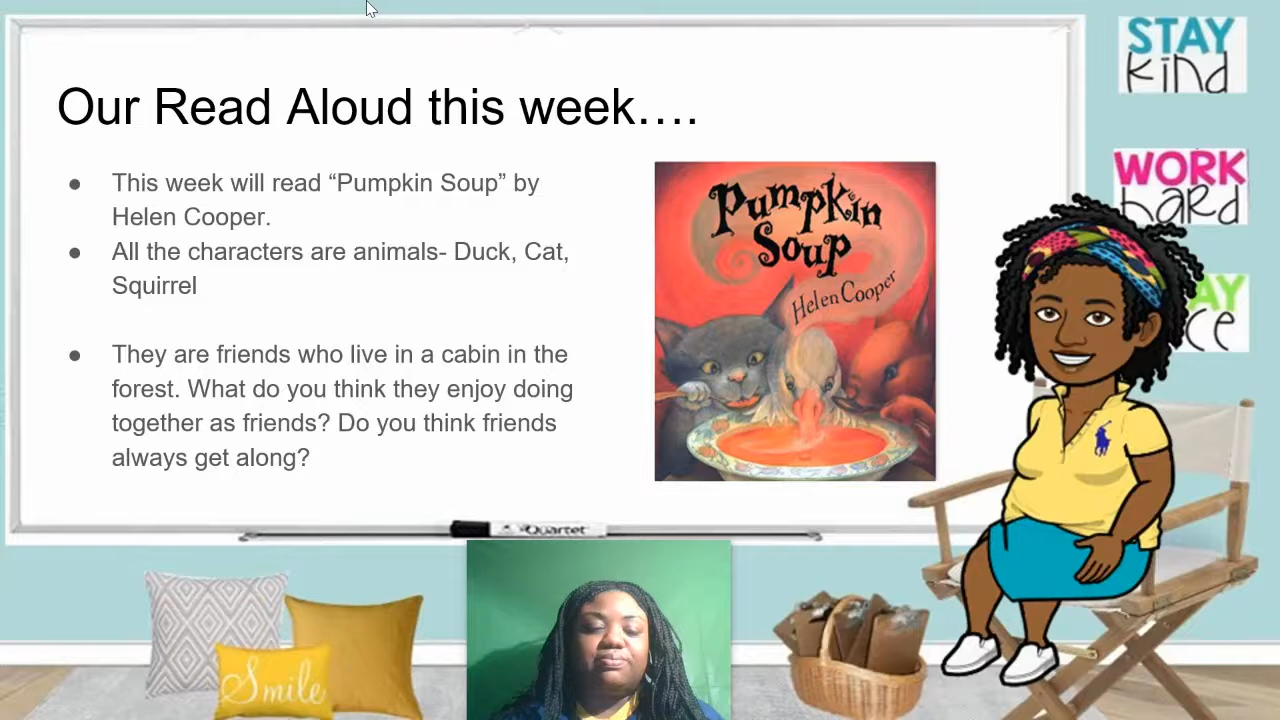 Our Read Aloud this week….
● This week will read “Pumpkin Soup” by
Helen Cooper.
● All the characters are animals- Duck, Cat,
Squirrel
● They are friends who live in a cabin in the
forest. What do you think they enjoy doing
together as friends? Do you think friends
always get along?
Pumpkin
Soup
Helen Cooper
STAY
kind
WORK
hard
Quartet
Smile